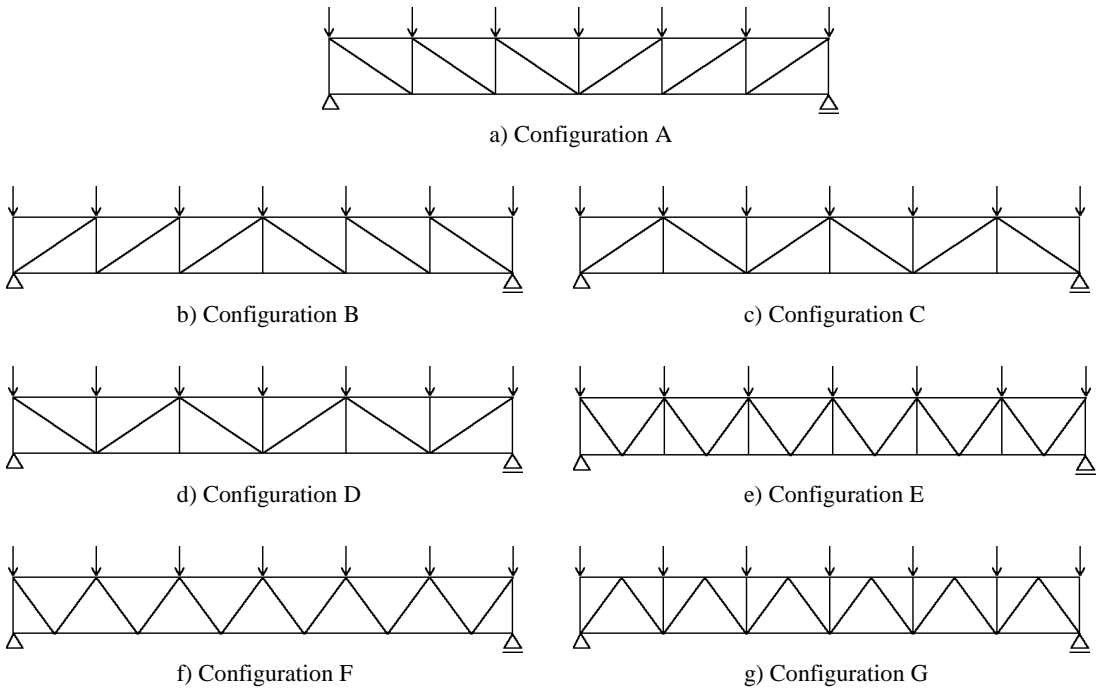 a) Configuration A
b) Configuration B
c) Configuration C
d) Configuration D
e) Configuration E
f) Configuration F
g) Configuration G